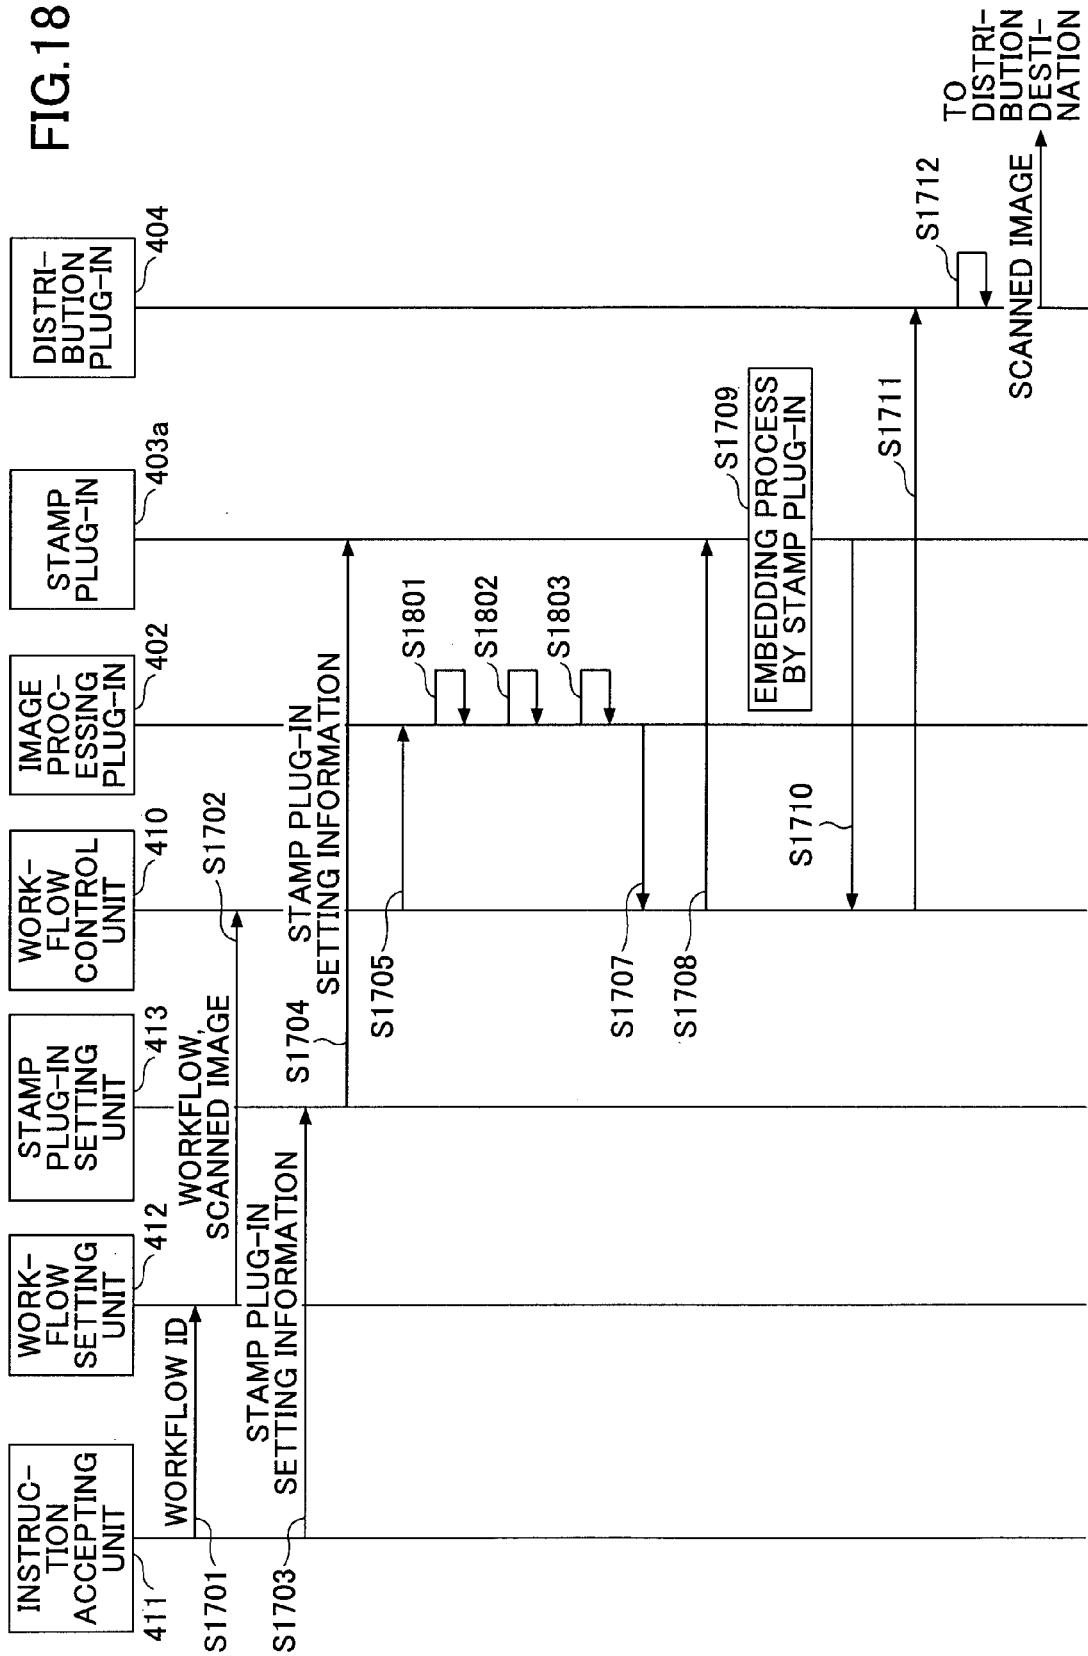 FIG.18
INSTRUC-
TION
ACCEPTING
UNIT
411
WORK-
FLOW
SETTING
UNIT
412
STAMP
PLUG-IN
SETTING
UNIT
413
WORK-
FLOW
CONTROL
UNIT
410
IMAGE
PROC-
ESSING
PLUG-IN
402
STAMP
PLUG-IN
403a
DISTRI-
BUTION
PLUG-IN
404
WORKFLOW ID
S1701
WORKFLOW,
SCANNED IMAGE
S1702
STAMP PLUG-IN
SETTING INFORMATION
S1703
STAMP PLUG-IN
SETTING INFORMATION
S1704
S1705
S1801
S1802
S1803
S1707
S1708
S1709
EMBEDDING PROCESS
BY STAMP PLUG-IN
S1710
S1711
S1712
SCANNED IMAGE
TO
DISTRI-
BUTION
DESTI-
NATION